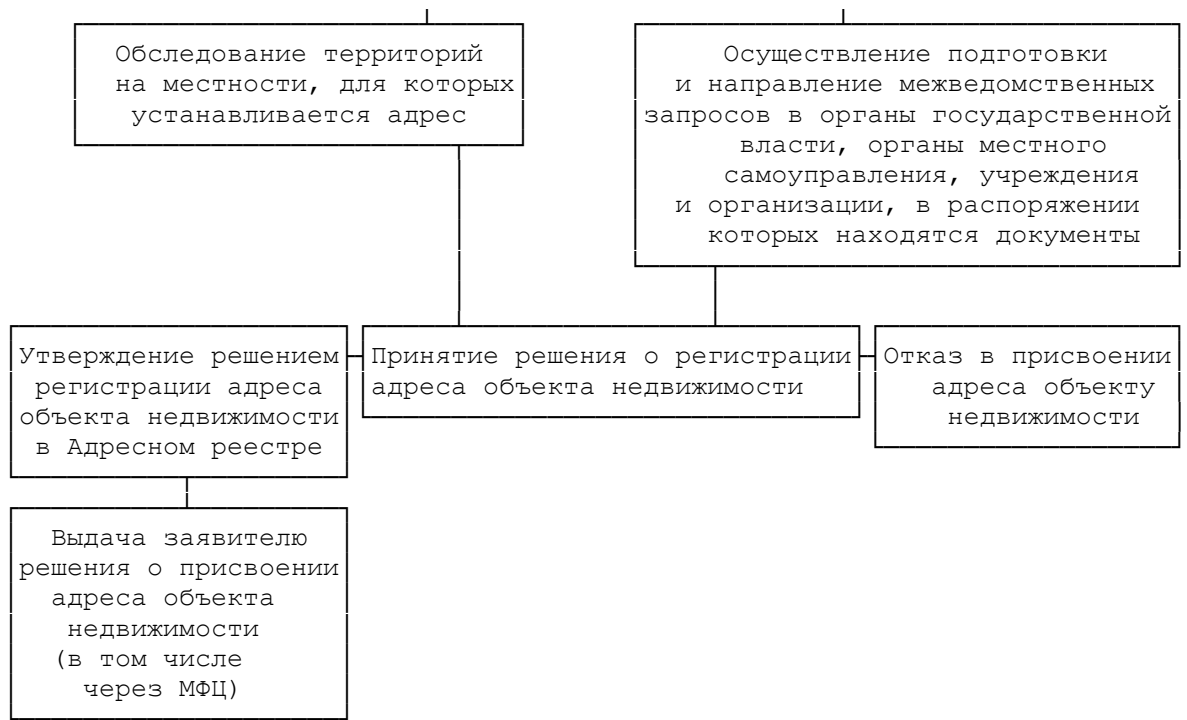 Обследование территорий
на местности, для которых
устанавливается адрес
Осуществление подготовки
и направление межведомственных
запросов в органы государственной
власти, органы местного
самоуправления, учреждения
и организации, в распоряжении
которых находятся документы
Утверждение решением
регистрации адреса
объекта недвижимости
в Адресном реестре
Принятие решения о регистрации
адреса объекта недвижимости
Отказ в присвоении
адреса объекту
недвижимости
Выдача заявителю
решения о присвоении
адреса объекта
недвижимости
(в том числе
через МФЦ)